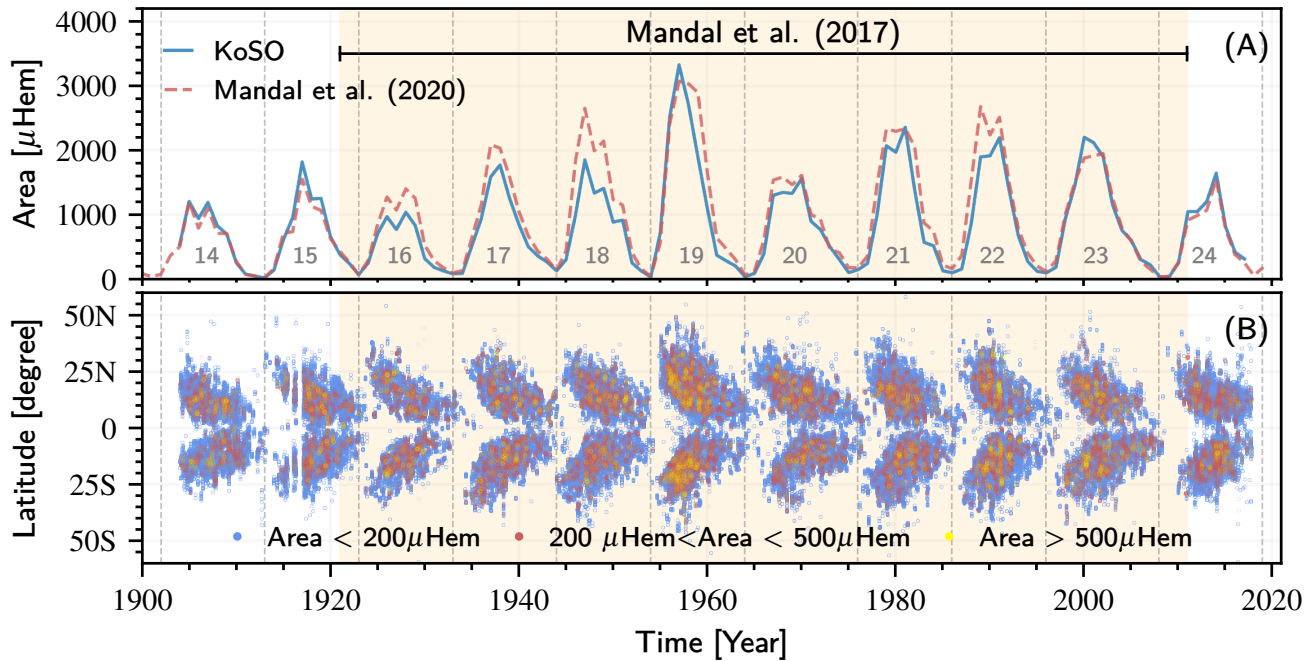 4000
3000
2000
1000
0
Area [μHem]
Mandal et al. (2017)
(A)
KoSO
Mandal et al. (2020)
14 15 16 17 18 19 20 21 22 23 24
50N
25N
0
25S
50S
Latitude [degree]
(B)
Area < 200μHem
200 μHem<Area < 500μHem
Area > 500μHem
1900 1920 1940 1960 1980 2000 2020
Time [Year]